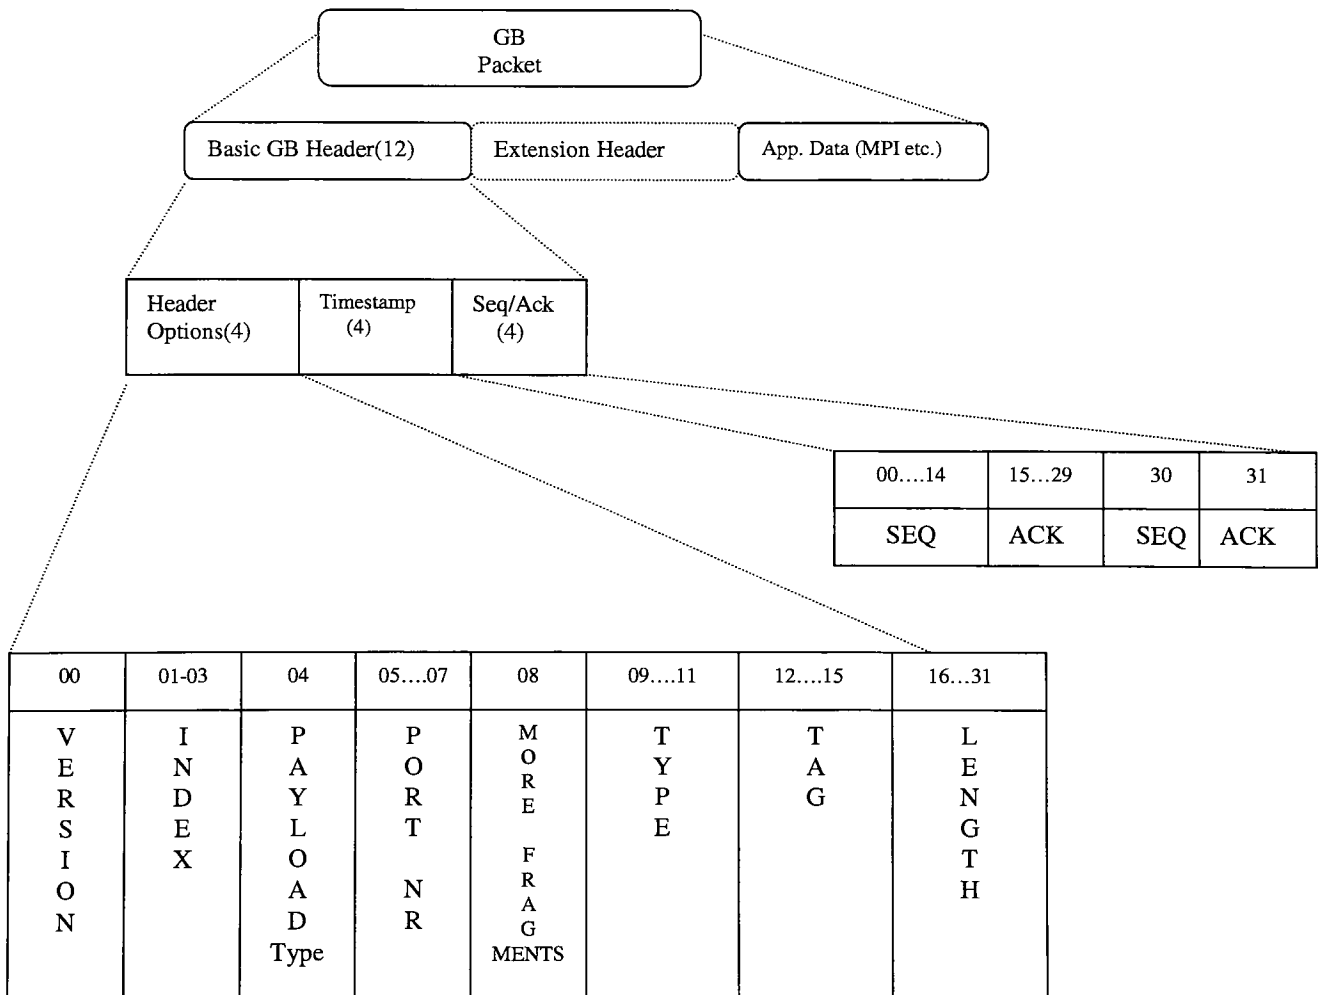 GB
Packet
Basic GB Header(12)
Extension Header
App. Data (MPI etc.)
Header
Options(4)
Timestamp
(4)
Seq/Ack
(4)
00....14
15...29
30
31
SEQ
ACK
SEQ
ACK
00
01-03
04
05....07
08
09....11
12....15
16...31
VERSION
INDEX
PAYLOAD
Type
PORT NR
MORE FRAG
MENTS
TYPE
TAG
LENGTH